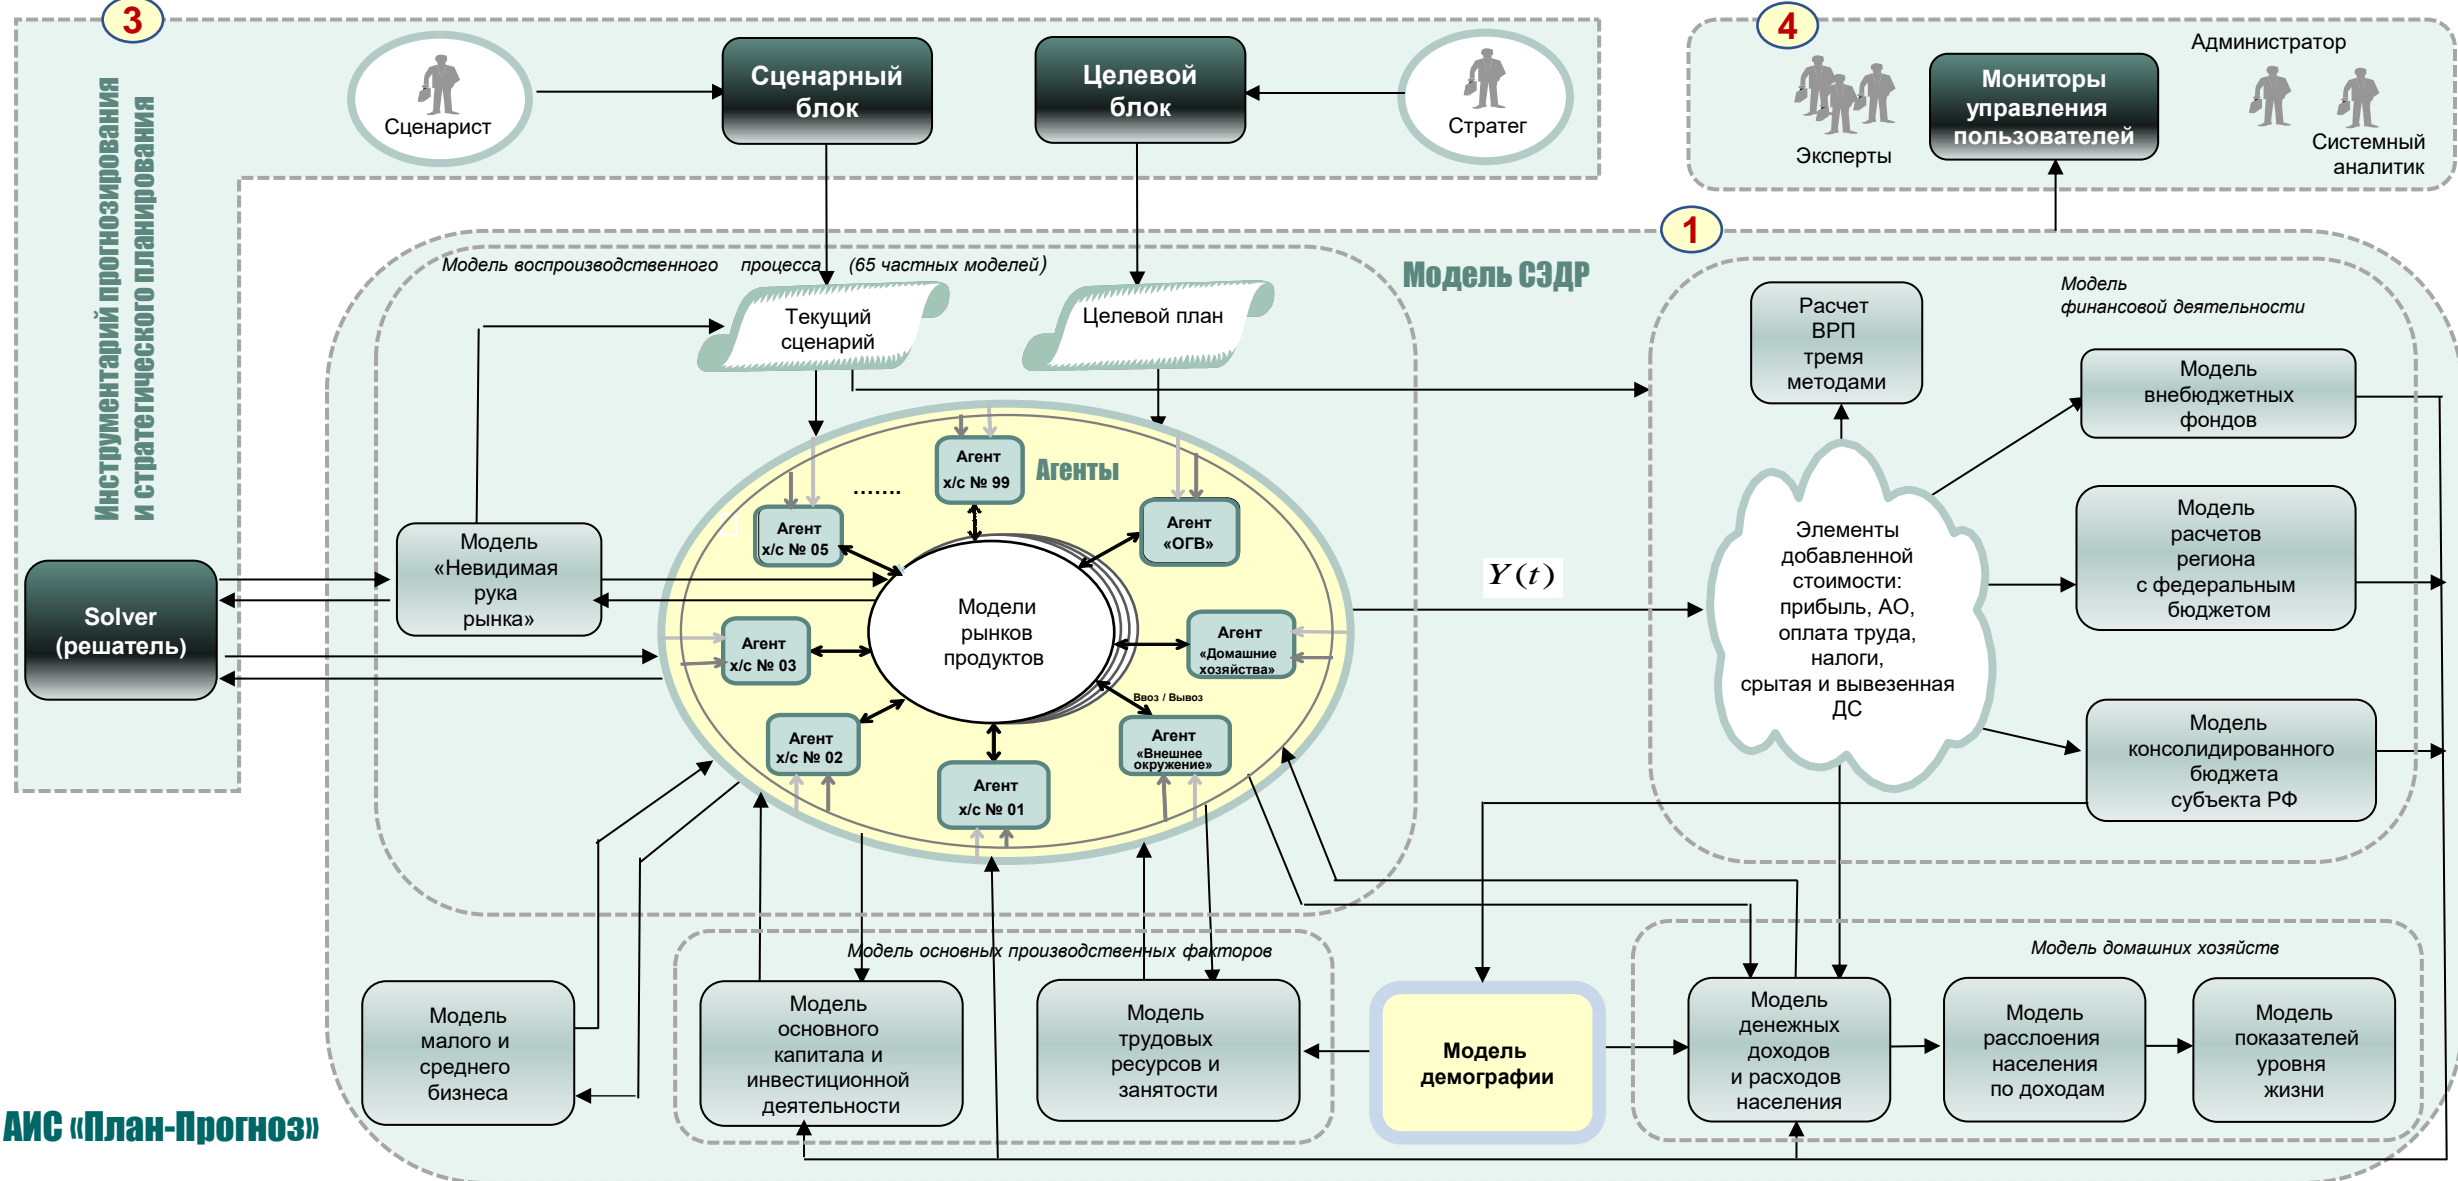 3
4
Инструментарий прогнозирования
и стратегического планирования
Сценарист
Сценарный
блок
Целевой
блок
Стратег
Эксперты
Мониторы
управления
пользователей
Администратор
Системный
аналитик
1
Модель воспроизводственного процесса (65 частных моделей)
Модель СЭДР
Текущий
сценарий
Целевой план
Модель
финансовой деятельности
Расчет
ВРП
тремя
методами
Модель
внебюджетных
фондов
Агенты
Агент
х/с № 99
.......
Агент
х/с № 05
Агент
«ОГВ»
Модель
«Невидимая
рука
рынка»
Solver
(решатель)
Модели
рынков
продуктов
Агент
х/с № 03
Агент
«Домашние
хозяйства»
Ввоз / Вывоз
Агент
х/с № 02
Агент
х/с № 01
Агент
«Внешнее
окружение»
Y(t)
Элементы
добавленной
стоимости:
прибыль, АО,
оплата труда,
налоги,
срытая и вывезенная
ДС
Модель
расчетов
региона
с федеральным
бюджетом
Модель
консолидированного
бюджета
субъекта РФ
Модель основных производственных факторов
Модель домашних хозяйств
Модель
малого и
среднего
бизнеса
Модель
основного
капитала и
инвестиционной
деятельности
Модель
трудовых
ресурсов и
занятости
Модель
демографии
Модель
денежных
доходов
и расходов
населения
Модель
расслоения
населения
по доходам
Модель
показателей
уровня
жизни
АИС «План-Прогноз»